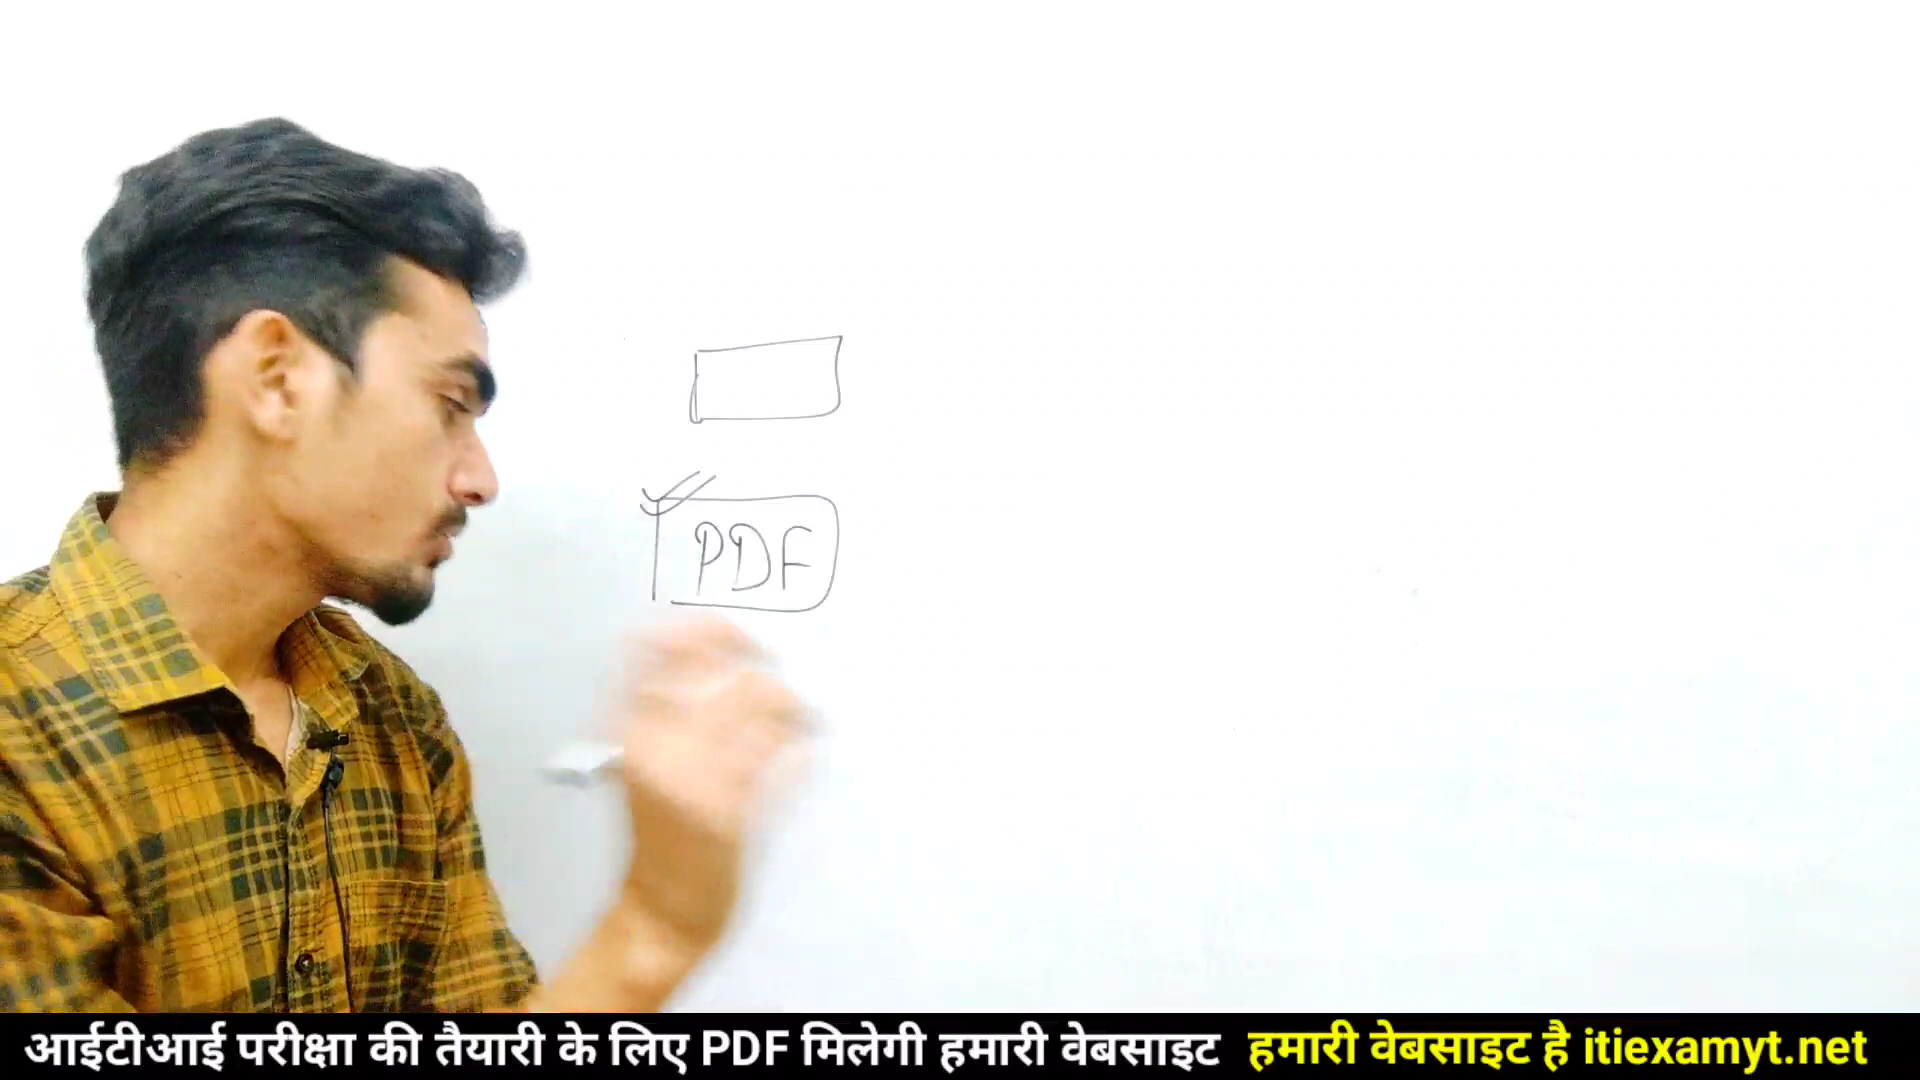 PDF
आईटीआई परीक्षा की तैयारी के लिए PDF मिलेगी हमारी वेबसाइट हमारी वेबसाइट है itiexamyt.net